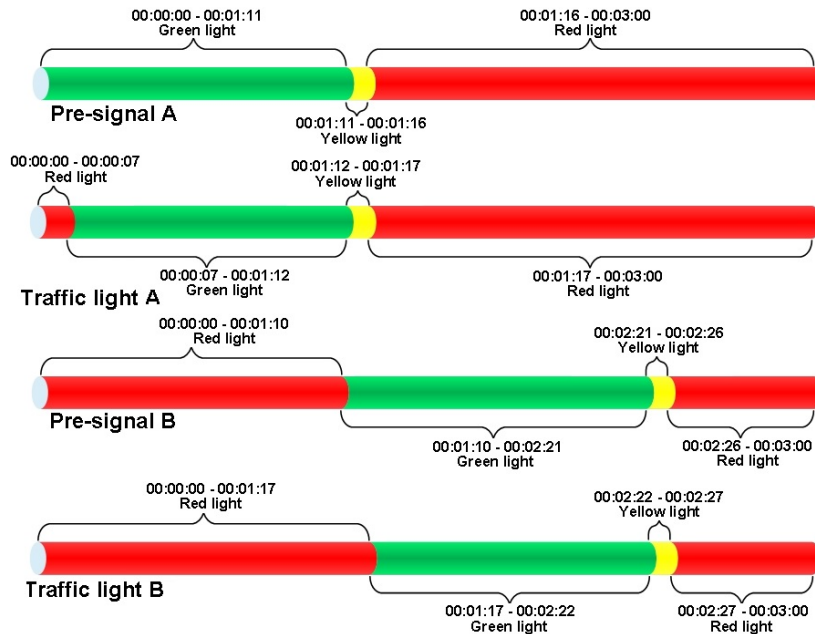 00:00:00 - 00:01:11
Green light
00:01:16 - 00:03:00
Red light
Pre-signal A
00:01:11 - 00:01:16
Yellow light
00:00:00 - 00:00:07
Red light
00:01:12 - 00:01:17
Yellow light
00:00:07 - 00:01:12
Green light
00:01:17 - 00:03:00
Red light
Traffic light A
00:00:00 - 00:01:10
Red light
00:02:21 - 00:02:26
Yellow light
Pre-signal B
00:01:10 - 00:02:21
Green light
00:02:26 - 00:03:00
Red light
00:00:00 - 00:01:17
Red light
00:02:22 - 00:02:27
Yellow light
Traffic light B
00:01:17 - 00:02:22
Green light
00:02:27 - 00:03:00
Red light